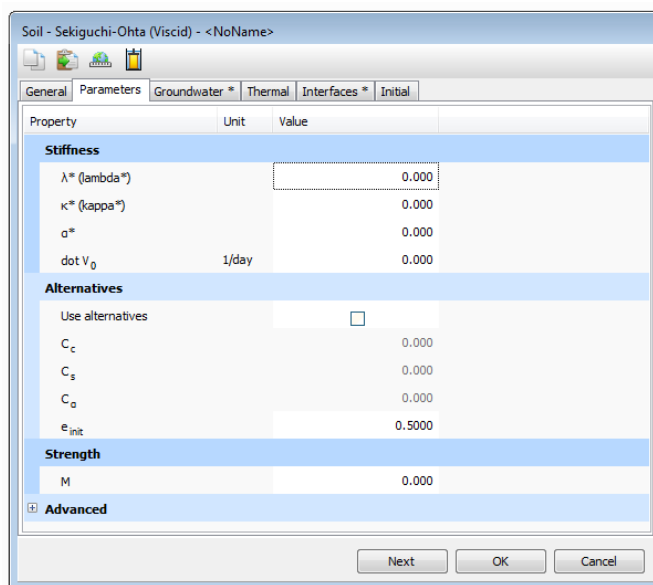 Soil - Sekiguchi-Ohta (Viscid) - <NoName>
General Parameters Groundwater * Thermal Interfaces * Initial
Property Unit Value
Stiffness
λ* (lambda*) 0.000
κ* (kappa*) 0.000
α* 0.000
dot V0 1/day 0.000
Alternatives
Use alternatives
Cc 0.000
Cs 0.000
Cα 0.000
einit 0.5000
Strength
M 0.000
Advanced
Next OK Cancel